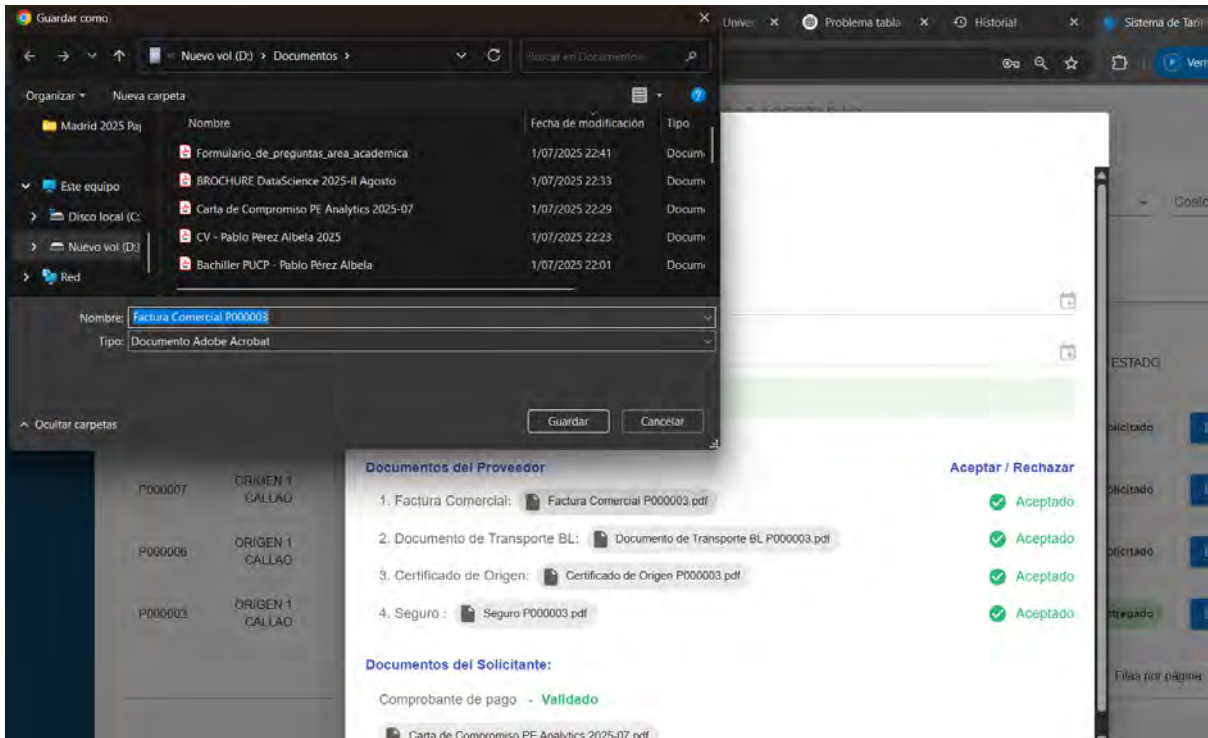 Guardar como
Univer
Problema tabla
Historial
Sistema de Tarif
Nuevo vol (D:) > Documentos >
Buscar en Documentos
Verr
Organizar
Nueva carpeta
Madrid 2025 Paj
Nombre
Fecha de modificación
Tipo
Formulario_de_preguntas_area_academica
1/07/2025 22:41
Docum
BROCHURE DataScience 2025-II Agosto
1/07/2025 22:33
Docum
Carta de Compromiso PE Analytics 2025-07
1/07/2025 22:29
Docum
CV - Pablo Pérez Albela 2025
1/07/2025 22:23
Docum
Bachiller PUCP - Pablo Pérez Albela
1/07/2025 22:01
Docum
Este equipo
Disco local (C:
Nuevo vol (D:)
Red
Costo
Nombre: Factura Comercial P000003
Tipo: Documento Adobe Acrobat
ESTADO
Ocultar carpetas
Guardar
Cancelar
olicitado
Documentos del Proveedor
Aceptar / Rechazar
P000007
ORIGEN 1
CALLAO
1. Factura Comercial: Factura Comercial P000003.pdf
Aceptado
olicitado
P000006
ORIGEN 1
CALLAO
2. Documento de Transporte BL: Documento de Transporte BL P000003.pdf
Aceptado
olicitado
3. Certificado de Origen: Certificado de Origen P000003.pdf
Aceptado
P000003
ORIGEN 1
CALLAO
4. Seguro : Seguro P000003.pdf
Aceptado
ntregado
Documentos del Solicitante:
Filas por página
Comprobante de pago - Validado
Carta de Compromiso PE Analytics 2025-07.pdf